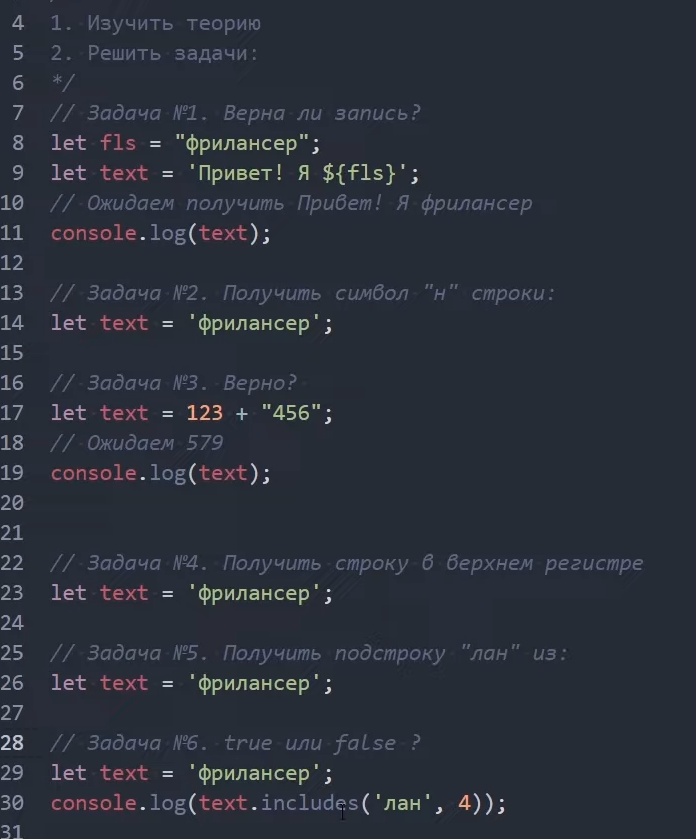 4 1. Изучить теорию
5 2. Решить задачи:
6 */
7 // Задача №1. Верна ли запись?
8 let fls = "фрилансер";
9 let text = 'Привет! Я ${fls}';
10 // Ожидаем получить Привет! Я фрилансер
11 console.log(text);
12
13 // Задача №2. Получить символ "н" строки:
14 let text = 'фрилансер';
15
16 // Задача №3. Верно?
17 let text = 123 + "456";
18 // Ожидаем 579
19 console.log(text);
20
21
22 // Задача №4. Получить строку в верхнем регистре
23 let text = 'фрилансер';
24
25 // Задача №5. Получить подстроку "лан" из:
26 let text = 'фрилансер';
27
28 // Задача №6. true или false ?
29 let text = 'фрилансер';
30 console.log(text.includes('лан', 4));
31